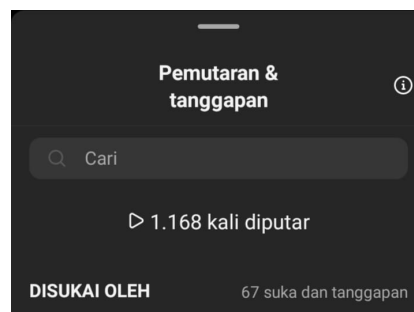 Pemutaran &
tanggapan
Cari
1.168 kali diputar
DISUKAI OLEH 67 suka dan tanggapan